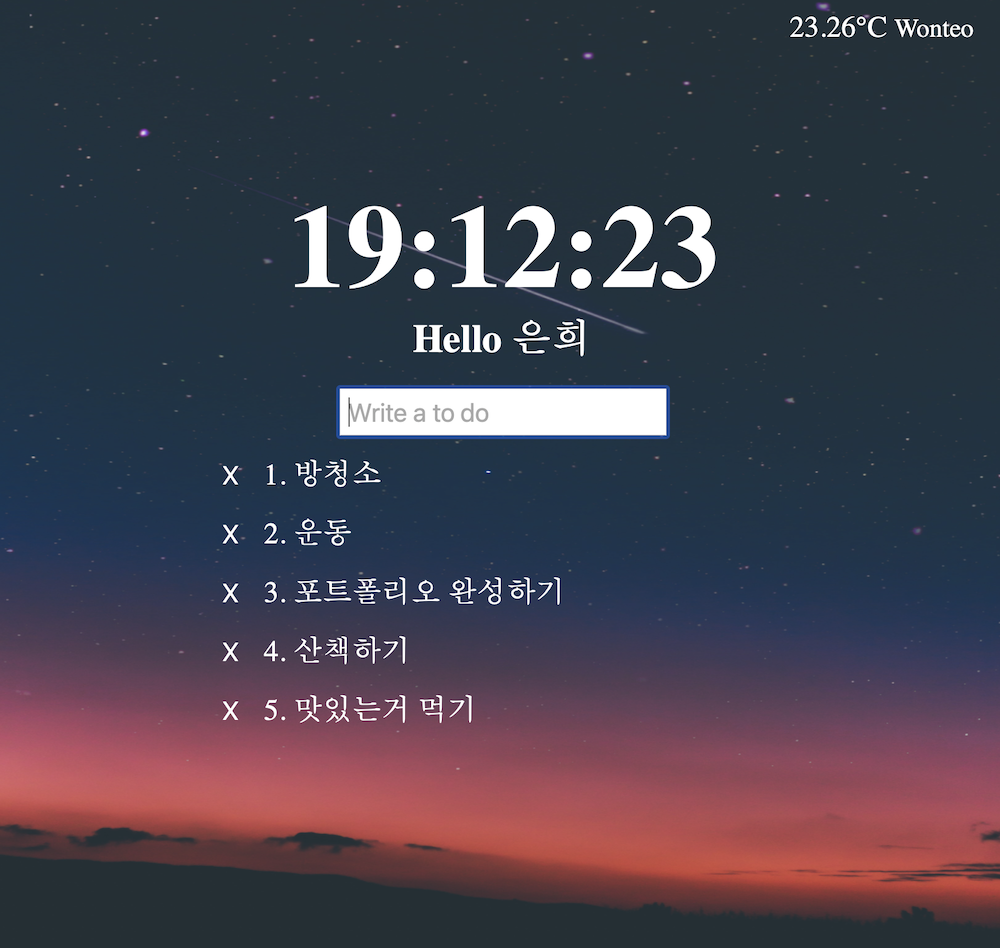 23.26°C Wonteo
19:12:23
Hello 은희
Write a to do
X 1. 방청소
X 2. 운동
X 3. 포트폴리오 완성하기
X 4. 산책하기
X 5. 맛있는거 먹기